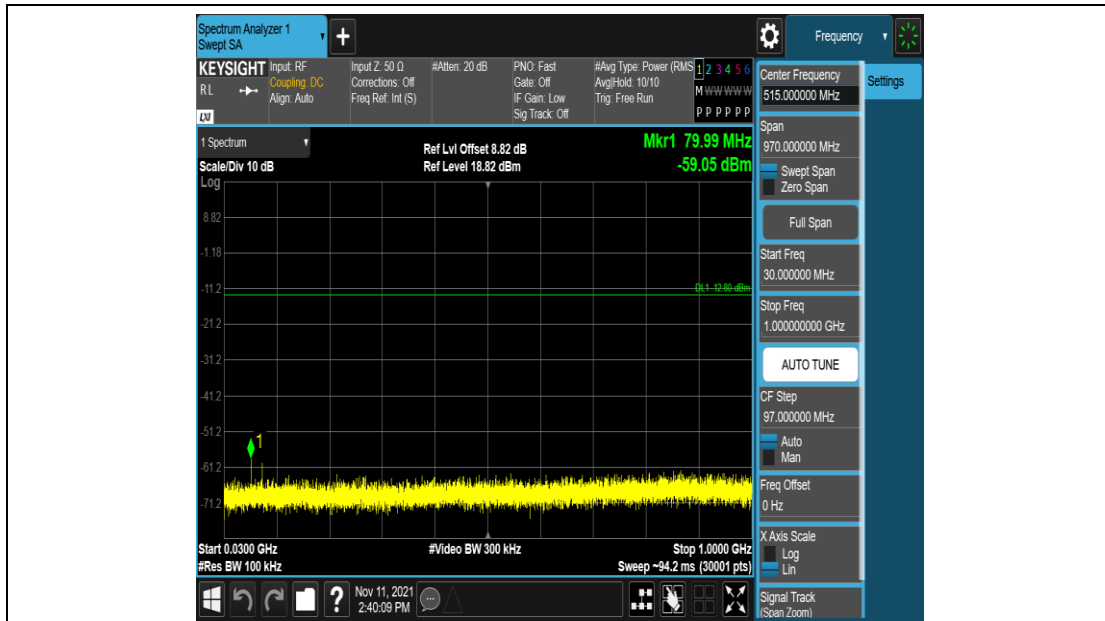 Spectrum Analyzer 1
Swept SA
+
Frequency
KEYSIGHT
R L
LXI
Input: RF
Coupling: DC
Align: Auto
Input Z: 50 Ω
Corrections: Off
Freq Ref: Int (S)
#Atten: 20 dB
PNO: Fast
Gate: Off
IF Gain: Low
Sig Track: Off
#Avg Type: Power (RMS
Avg|Hold: 10/10
Trig: Free Run
1 2 3 4 5 6
M W W W W W
P P P P P P
1 Spectrum
Scale/Div 10 dB
Log
Ref Lvl Offset 8.82 dB
Ref Level 18.82 dBm
Mkr1 79.99 MHz
-59.05 dBm
8.82
-1.18
-11.2
DL1 -12.80 dBm
-21.2
-31.2
-41.2
-51.2
1
-61.2
-71.2
Start 0.0300 GHz
#Res BW 100 kHz
#Video BW 300 kHz
Stop 1.0000 GHz
Sweep ~94.2 ms (30001 pts)
Center Frequency
515.000000 MHz
Settings
Span
970.000000 MHz
Swept Span
Zero Span
Full Span
Start Freq
30.000000 MHz
Stop Freq
1.000000000 GHz
AUTO TUNE
CF Step
97.000000 MHz
Auto
Man
Freq Offset
0 Hz
X Axis Scale
Log
Lin
Signal Track
(Span Zoom)
?
Nov 11, 2021
2:40:09 PM